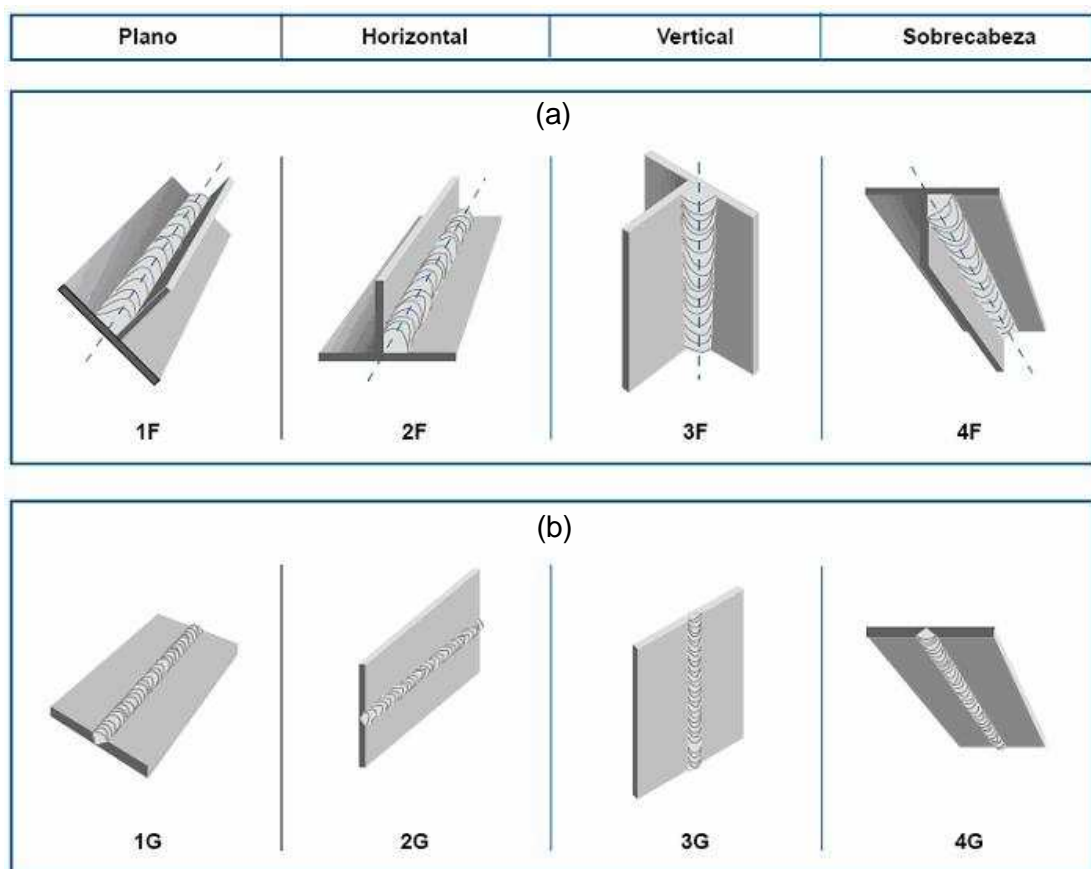 Plano Horizontal Vertical Sobrecabeza
(a)
1F 2F 3F 4F
(b)
1G 2G 3G 4G